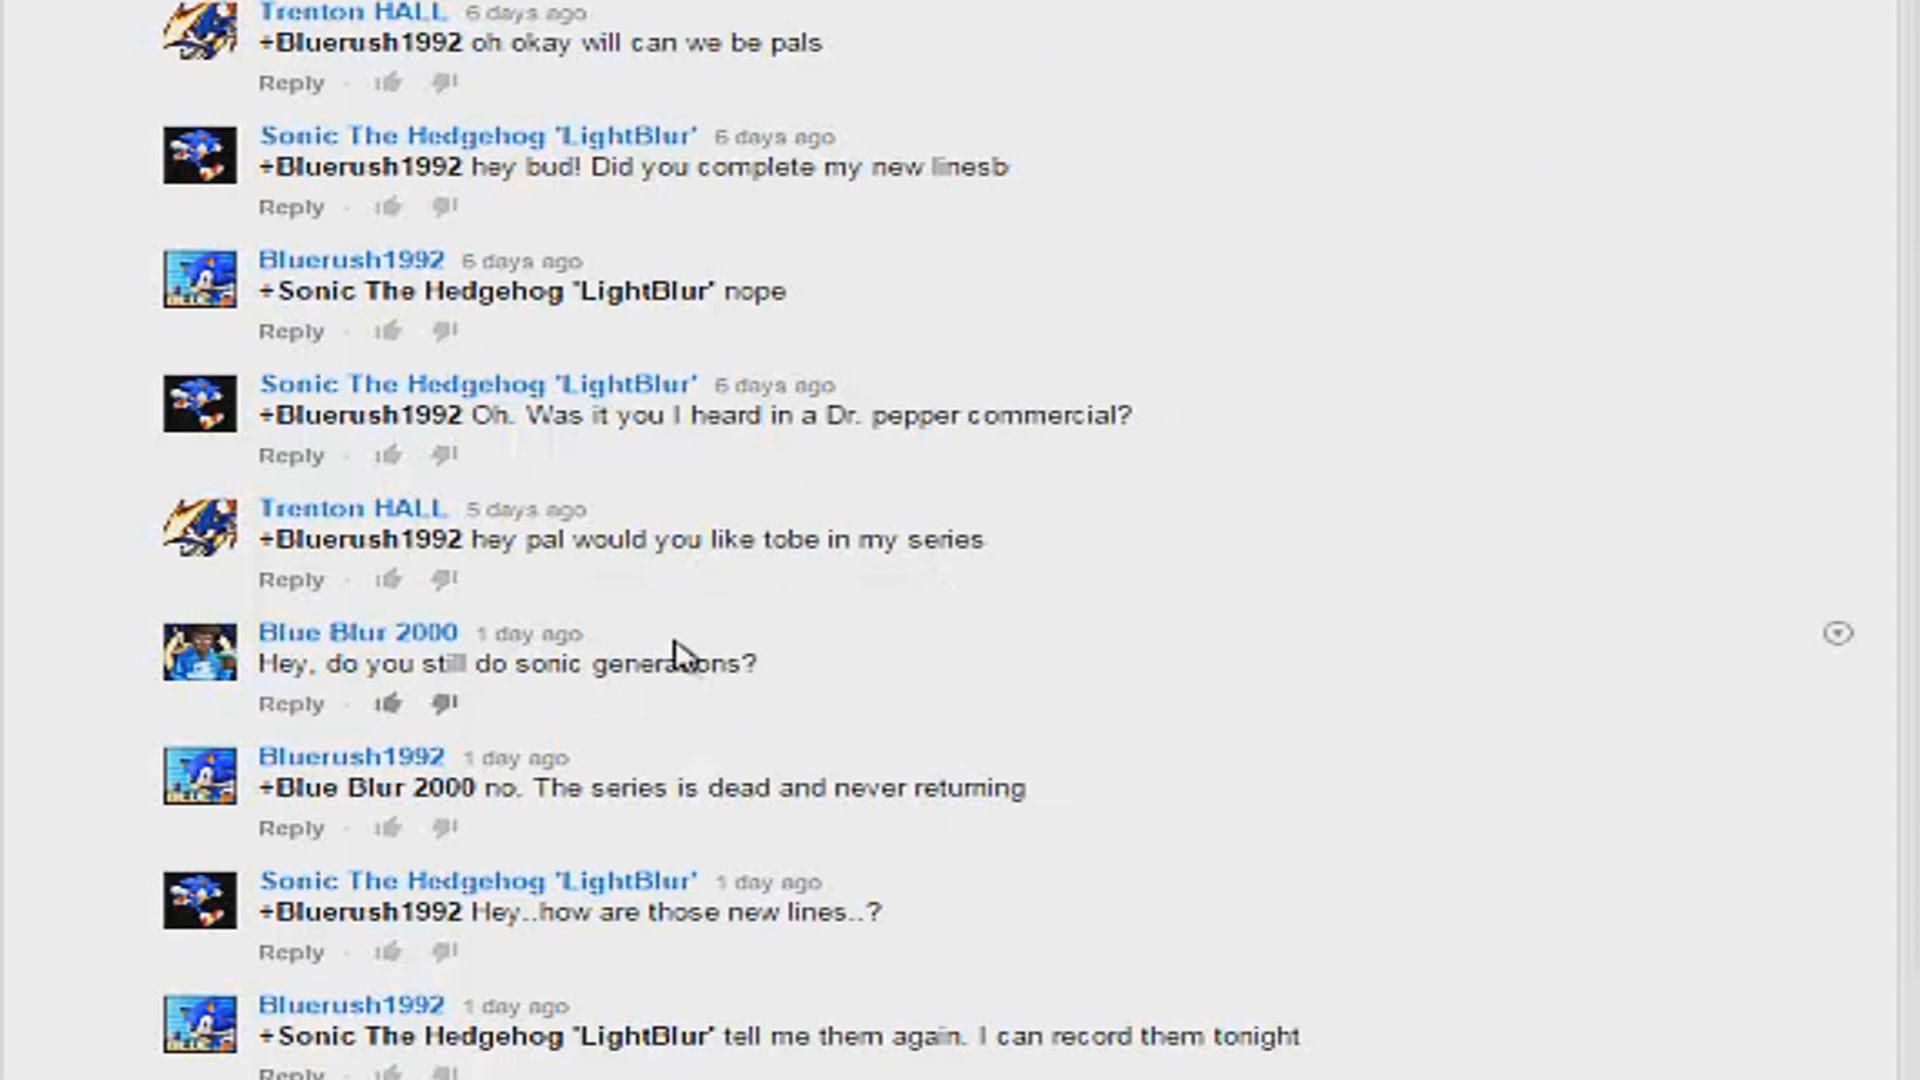 Trenton HALL 6 days ago
+Bluerush1992 oh okay will can we be pals
Reply
Sonic The Hedgehog 'LightBlur' 6 days ago
+Bluerush1992 hey bud! Did you complete my new linesb
Reply
Bluerush1992 6 days ago
+Sonic The Hedgehog 'LightBlur' nope
Reply
Sonic The Hedgehog 'LightBlur' 6 days ago
+Bluerush1992 Oh. Was it you I heard in a Dr. pepper commercial?
Reply
Trenton HALL 5 days ago
+Bluerush1992 hey pal would you like tobe in my series
Reply
Blue Blur 2000 1 day ago
Hey, do you still do sonic generations?
Reply
Bluerush1992 1 day ago
+Blue Blur 2000 no. The series is dead and never returning
Reply
Sonic The Hedgehog 'LightBlur' 1 day ago
+Bluerush1992 Hey..how are those new lines..?
Reply
Bluerush1992 1 day ago
+Sonic The Hedgehog 'LightBlur' tell me them again. I can record them tonight
Reply